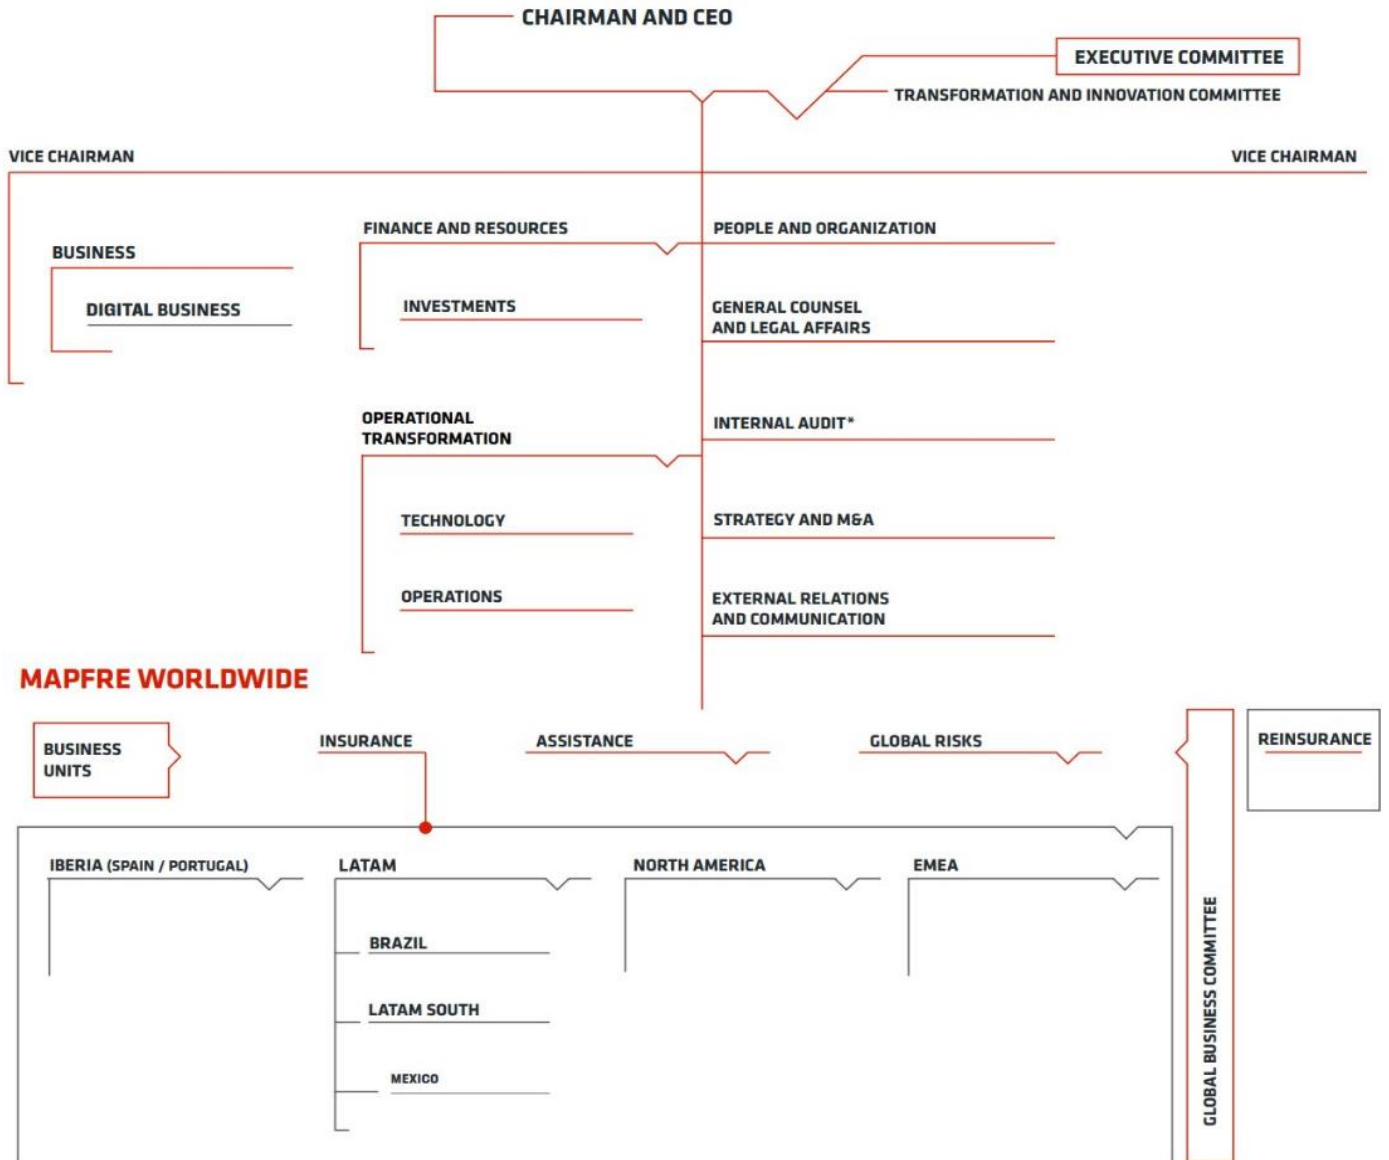 CHAIRMAN AND CEO
EXECUTIVE COMMITTEE
TRANSFORMATION AND INNOVATION COMMITTEE
VICE CHAIRMAN
VICE CHAIRMAN
BUSINESS
DIGITAL BUSINESS
FINANCE AND RESOURCES
INVESTMENTS
OPERATIONAL
TRANSFORMATION
TECHNOLOGY
OPERATIONS
PEOPLE AND ORGANIZATION
GENERAL COUNSEL
AND LEGAL AFFAIRS
INTERNAL AUDIT*
STRATEGY AND M&A
EXTERNAL RELATIONS
AND COMMUNICATION
MAPFRE WORLDWIDE
BUSINESS
UNITS
INSURANCE
ASSISTANCE
GLOBAL RISKS
REINSURANCE
IBERIA (SPAIN / PORTUGAL)
LATAM
BRAZIL
LATAM SOUTH
MEXICO
NORTH AMERICA
EMEA
GLOBAL BUSINESS COMMITTEE